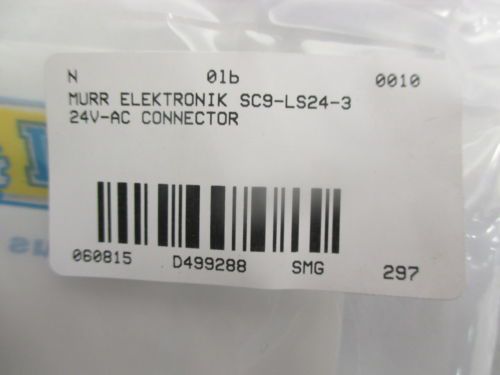 N 01b 0010
MURR ELEKTRONIK SC9-LS24-3
24V-AC CONNECTOR
060815 D499288 SMG 297